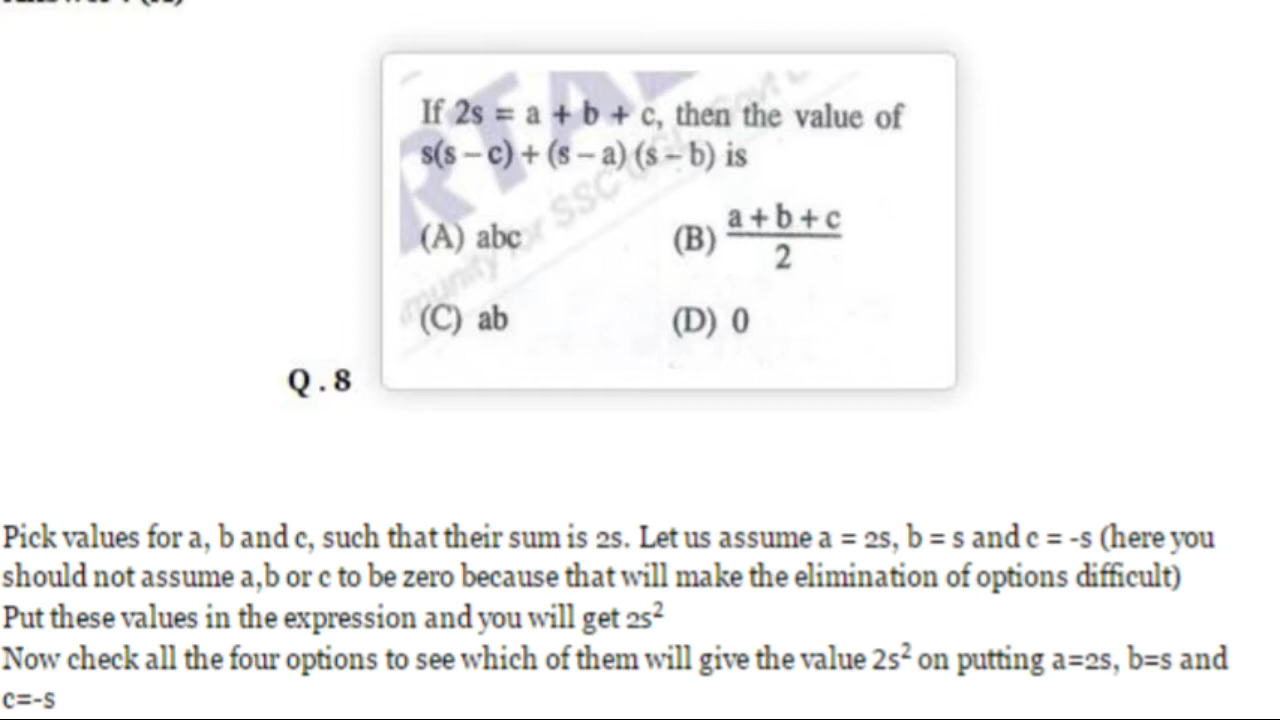 If 2s = a + b + c, then the value of
s(s – c) + (s – a) (s – b) is
(A) abc
(B) a + b + c / 2
(C) ab
(D) 0
Q . 8
Pick values for a, b and c, such that their sum is 2s. Let us assume a = 2s, b = s and c = -s (here you
should not assume a,b or c to be zero because that will make the elimination of options difficult)
Put these values in the expression and you will get 2s²
Now check all the four options to see which of them will give the value 2s² on putting a=2s, b=s and
c=-s